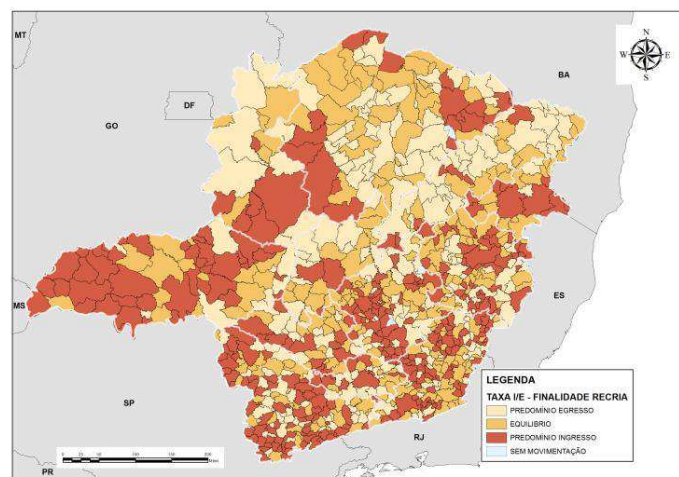 MT
N
W E
S
BA
DF
GO
MS
ES
LEGENDA
TAXA I/E - FINALIDADE RECRIA
PREDOMÍNIO EGRESSO
EQUILIBRIO
PREDOMÍNIO INGRESSO
SEM MOVIMENTAÇÃO
SP
RJ
PR